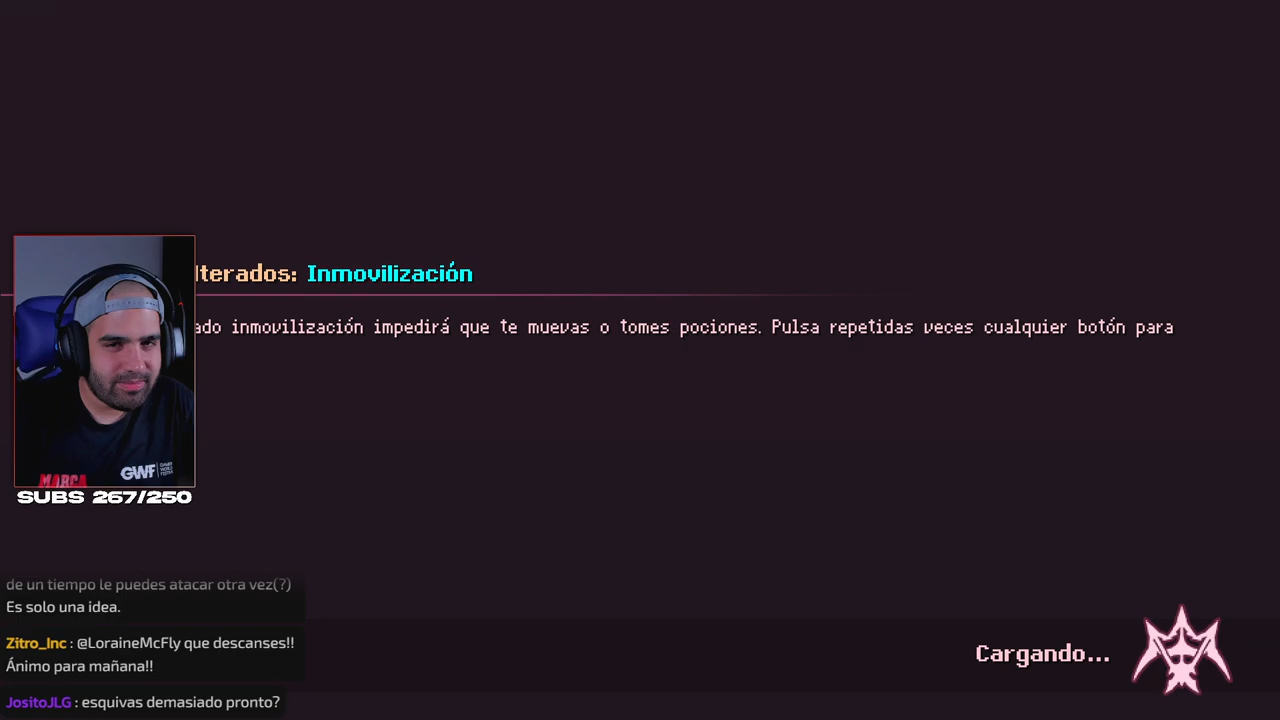 lterados: Inmovilización
ado inmovilización impedirá que te muevas o tomes pociones. Pulsa repetidas veces cualquier botón para
GWF
MARCA
SUBS 267/250
de un tiempo le puedes atacar otra vez(?)
Es solo una idea.
Zitro_Inc : @LoraineMcFly que descanses!!
Ánimo para mañana!!
JositoJLG : esquivas demasiado pronto?
Cargando...